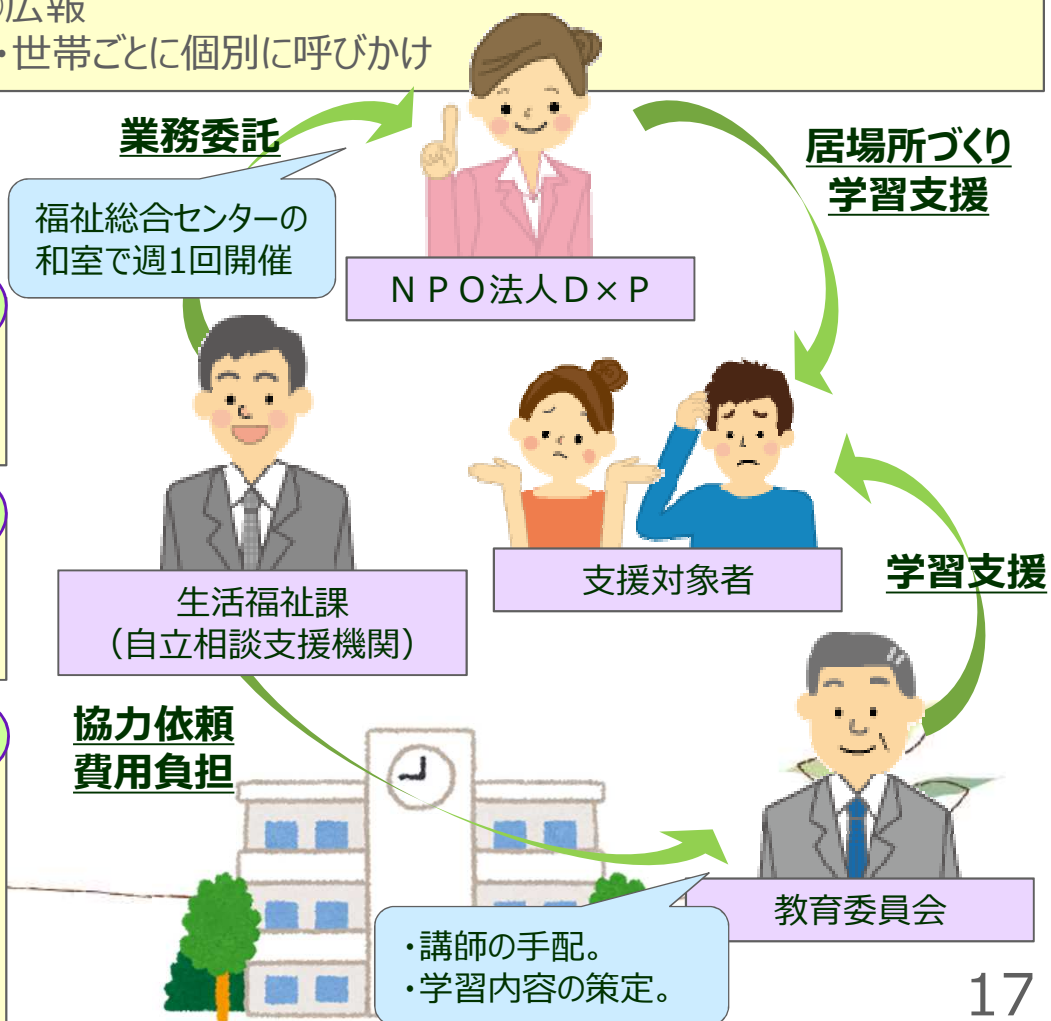 広報
・世帯ごとに個別に呼びかけ
業務委託
福祉総合センターの
和室で週1回開催
NPO法人D×P
居場所づくり
学習支援
生活福祉課
（自立相談支援機関）
支援対象者
学習支援
協力依頼
費用負担
教育委員会
・講師の手配。
・学習内容の策定。
17